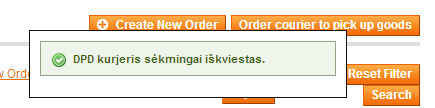 Create New Order
Order courier to pick up goods
DPD kurjeris sėkmingai iškviestas.
Reset Filter
Search